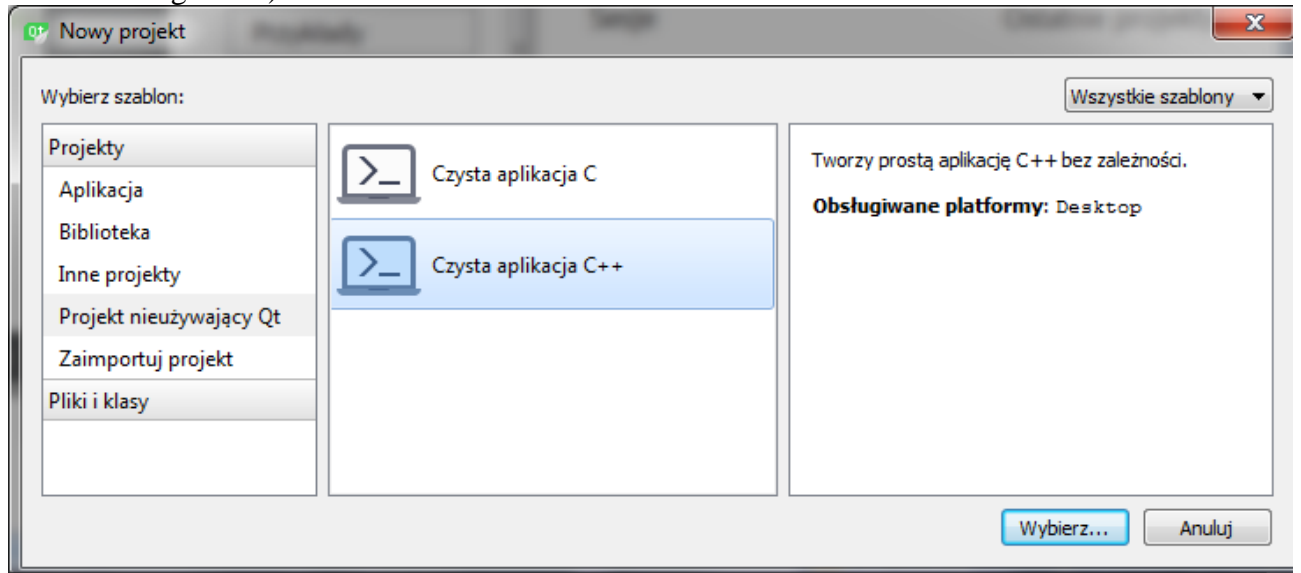 Qt Nowy projekt
Wybierz szablon:
Wszystkie szablony
Projekty
Aplikacja
Biblioteka
Inne projekty
Projekt nieużywający Qt
Zaimportuj projekt
Pliki i klasy
Czysta aplikacja C
Czysta aplikacja C++
Tworzy prostą aplikację C++ bez zależności.
Obsługiwane platformy: Desktop
Wybierz...
Anuluj